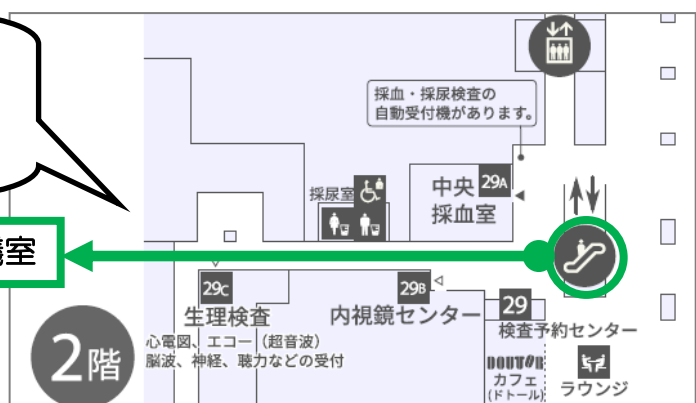 採血・採尿検査の
自動受付機があります。
採尿室
中央
採血室
29A
室
29C
生理検査
心電図、エコー（超音波）
脳波、神経、聴力などの受付
29B
内視鏡センター
29
検査予約センター
2階
DOUTOR
カフェ
(ドトール)
ラウンジ